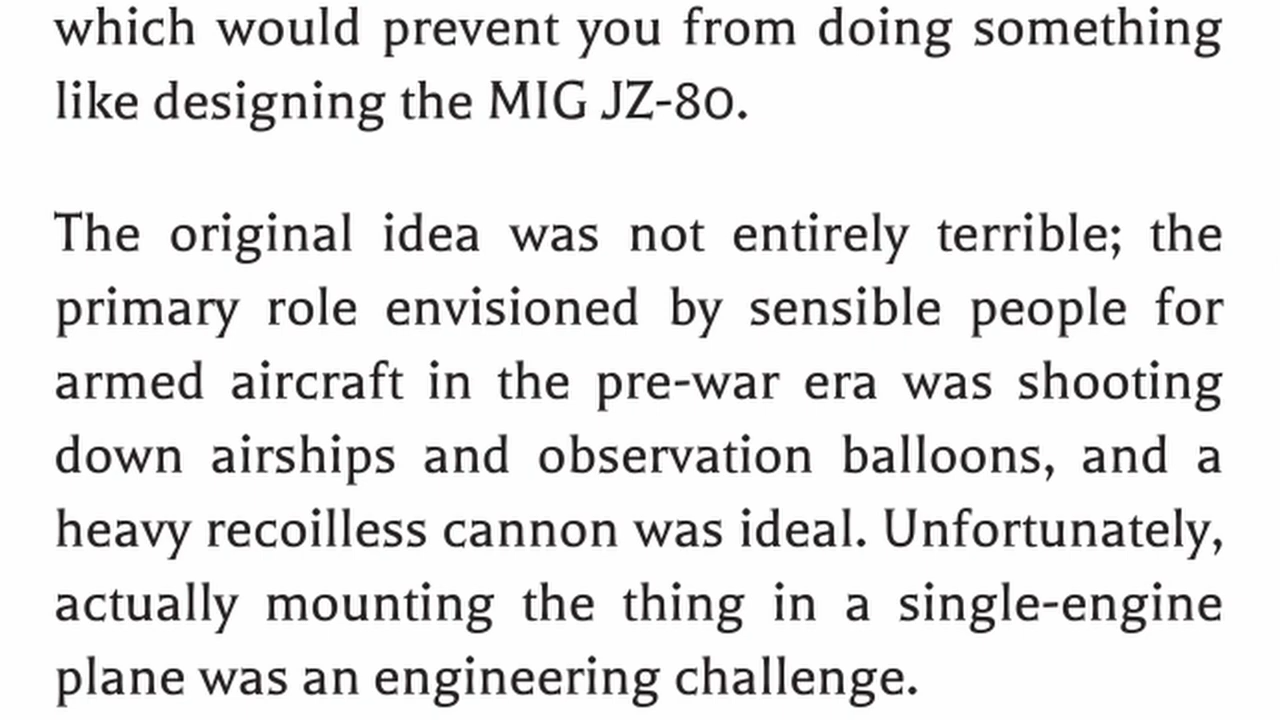 which would prevent you from doing something
like designing the MIG JZ-80.
The original idea was not entirely terrible; the
primary role envisioned by sensible people for
armed aircraft in the pre-war era was shooting
down airships and observation balloons, and a
heavy recoilless cannon was ideal. Unfortunately,
actually mounting the thing in a single-engine
plane was an engineering challenge.